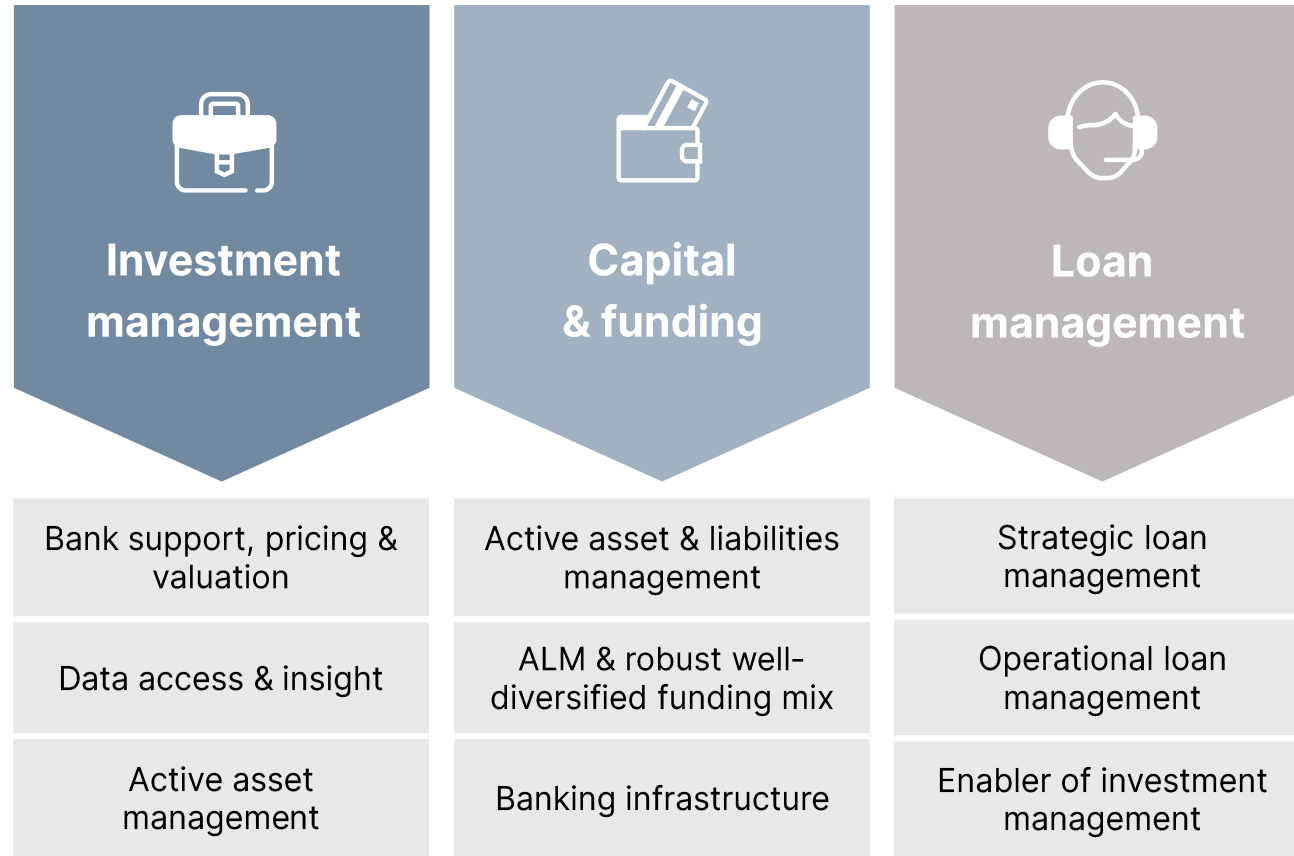 Investment
management
Bank support, pricing &
valuation
Data access & insight
Active asset
management
Capital
& funding
Active asset & liabilities
management
ALM & robust well-
diversified funding mix
Banking infrastructure
Loan
management
Strategic loan
management
Operational loan
management
Enabler of investment
management